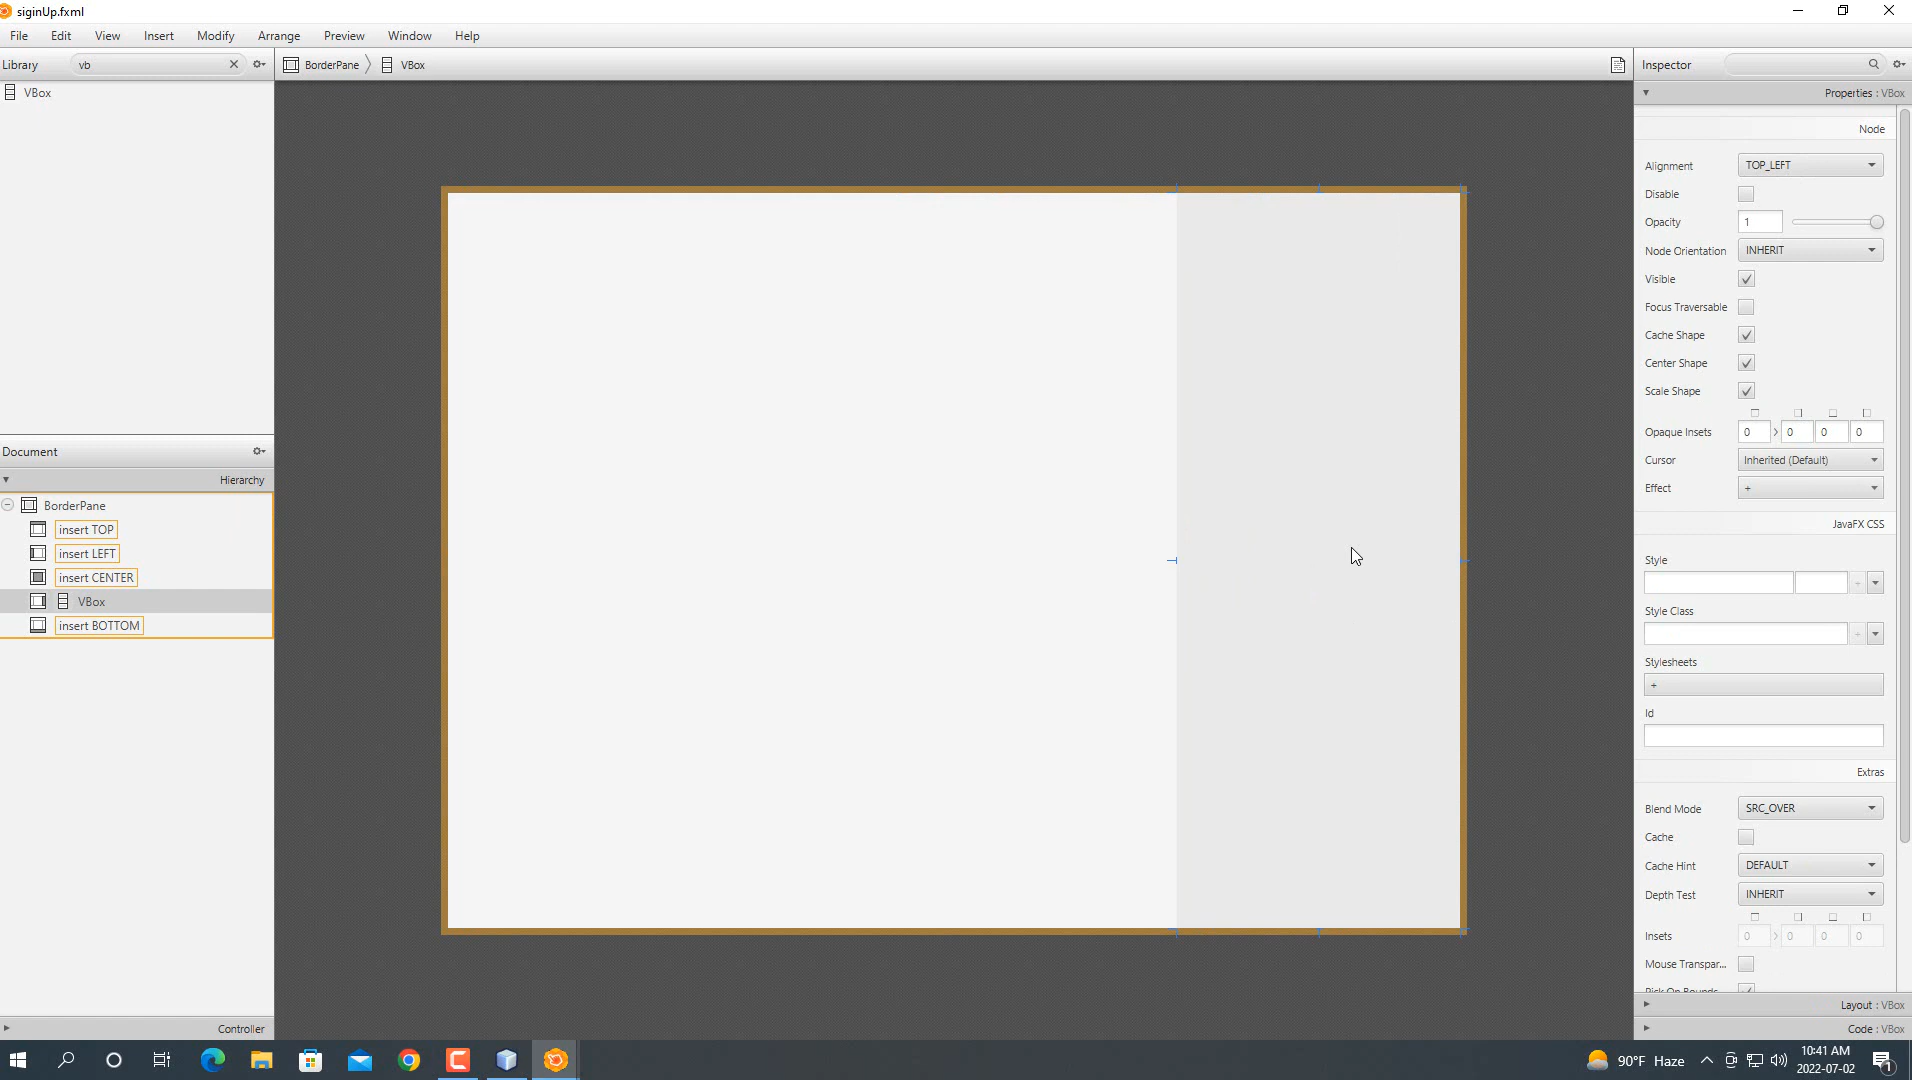 siginUp.fxml
File Edit View Insert Modify Arrange Preview Window Help
Library vb
BorderPane VBox
Inspector
VBox
Properties : VBox
Node
Alignment TOP_LEFT
Disable
Opacity 1
Node Orientation INHERIT
Visible
Focus Traversable
Cache Shape
Center Shape
Scale Shape
Opaque Insets 0 0 0 0
Cursor Inherited (Default)
Effect +
JavaFX CSS
Style
Style Class
Stylesheets
+
Id
Extras
Blend Mode SRC_OVER
Cache
Cache Hint DEFAULT
Depth Test INHERIT
Insets 0 0 0 0
Mouse Transpar...
Pick On Bounds
Layout : VBox
Code : VBox
Document
Hierarchy
BorderPane
insert TOP
insert LEFT
insert CENTER
VBox
insert BOTTOM
Controller
90°F Haze
10:41 AM
2022-07-02
1